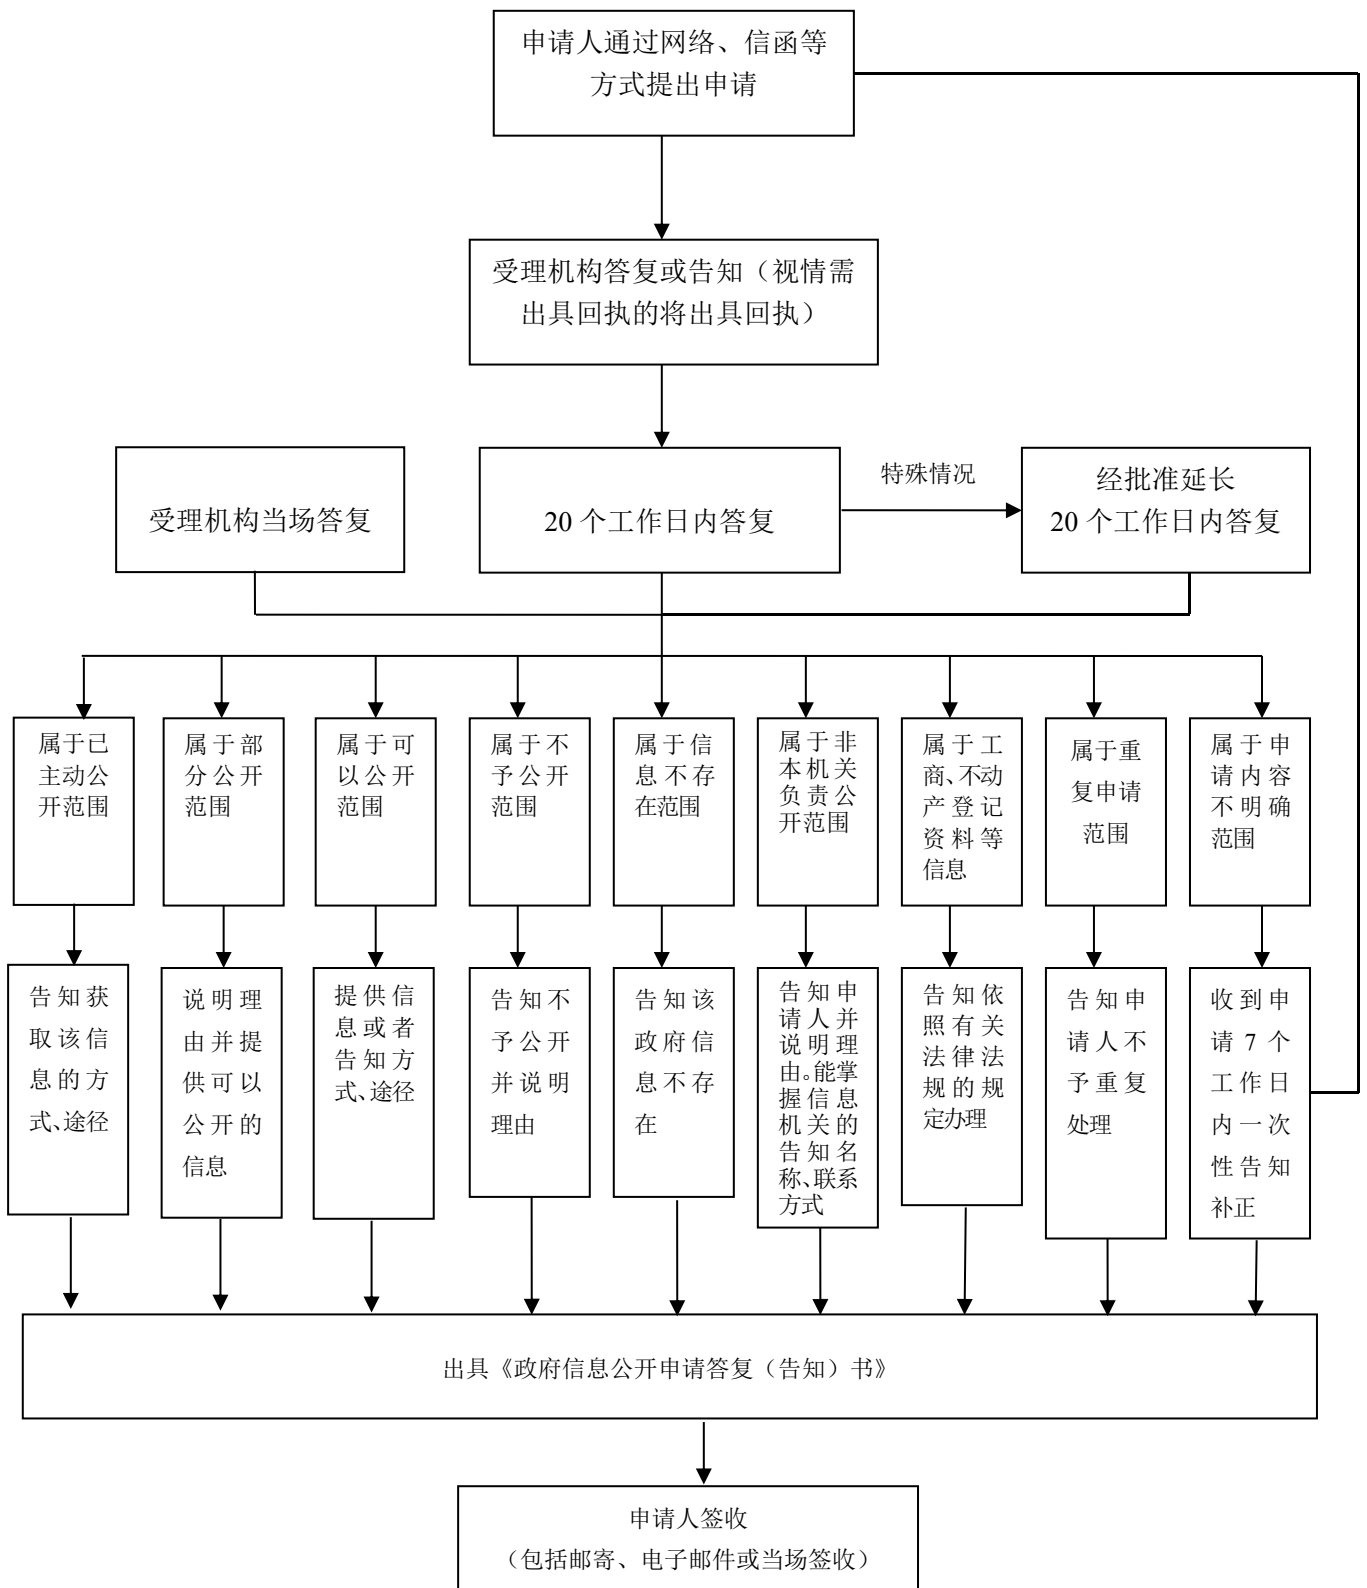 申请人通过网络、信函等
方式提出申请
受理机构答复或告知（视情需
出具回执的将出具回执）
受理机构当场答复
20 个工作日内答复
特殊情况
经批准延长
20 个工作日内答复
属于已
主动公
开范围
属于部
分公开
范围
属于可
以公开
范围
属于不
予公开
范围
属于信
息不存
在范围
属于非
本机关
负责公
开范围
属于工
商、不动
产登记
资料等
信息
属于重
复申请
范围
属于申
请内容
不明确
范围
告知获
取该信
息的方
式、途径
说明理
由并提
供可以
公开的
信息
提供信
息或者
告知方
式、途径
告知不
予公开
并说明
理由
告知该
政府信
息不存
在
告知申
请人并
说明理
由。能掌
握信息
机关的
告知名
称、联系
方式
告知依
照有关
法律法
规的规
定办理
告知申
请人不
予重复
处理
收到申
请 7 个
工作日
内一次
性告知
补正
出具《政府信息公开申请答复（告知）书》
申请人签收
（包括邮寄、电子邮件或当场签收）